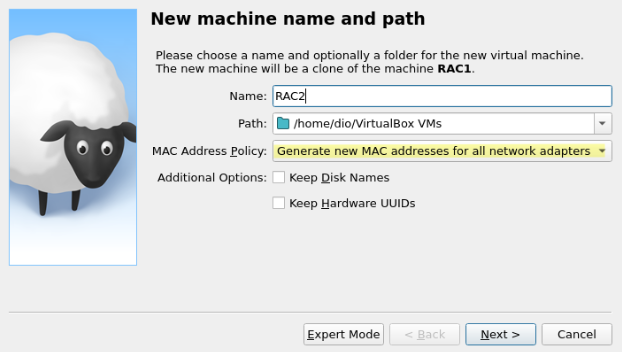 New machine name and path
Please choose a name and optionally a folder for the new virtual machine.
The new machine will be a clone of the machine RAC1.
Name: RAC2
Path: /home/dio/VirtualBox VMs
MAC Address Policy: Generate new MAC addresses for all network adapters
Additional Options: Keep Disk Names
Keep Hardware UUIDs
Expert Mode < Back Next > Cancel